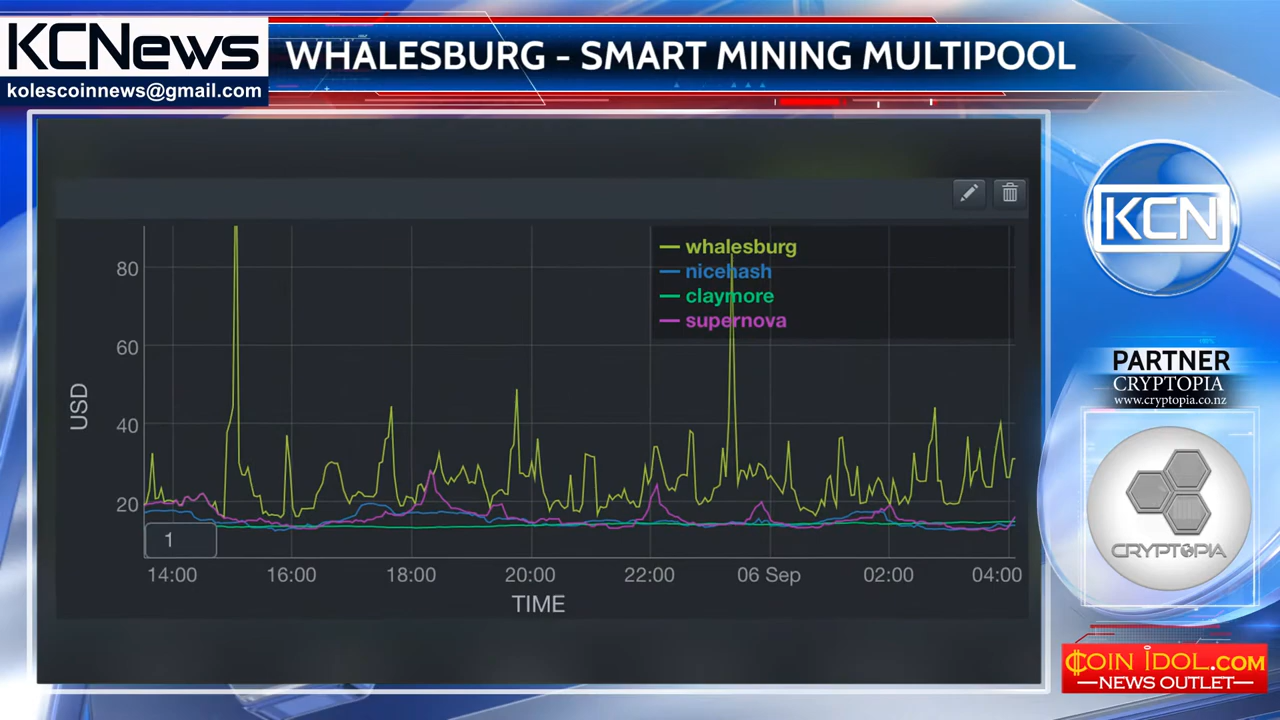 KCNews
kolescoinnews@gmail.com
WHALESBURG - SMART MINING MULTIPOOL
KCN
PARTNER
CRYPTOPIA
www.cryptopia.co.nz
CRYPTOPIA
COIN IDOL.COM
NEWS OUTLET
whalesburg
nicehash
claymore
supernova
USD
80
60
40
20
1
14:00 16:00 18:00 20:00 22:00 06 Sep 02:00 04:00
TIME